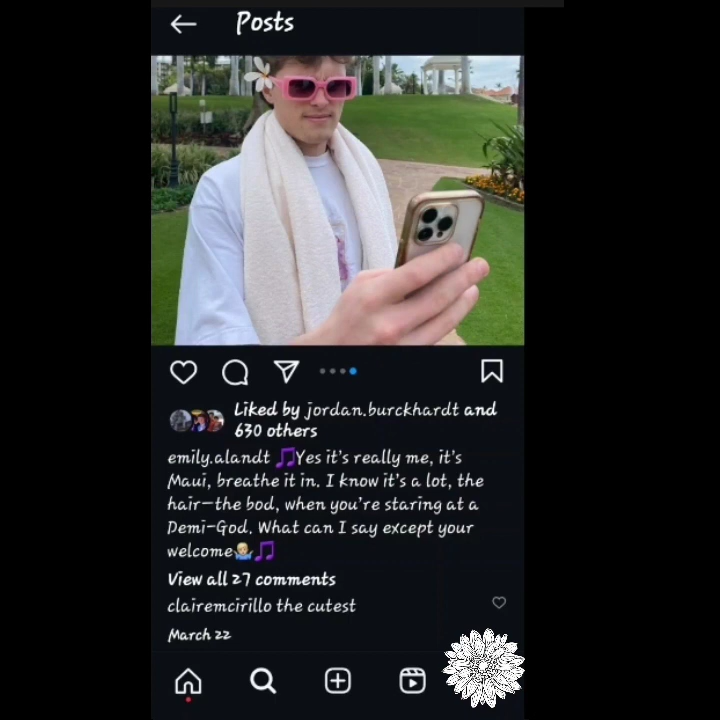 Posts
Liked by jordan.burckhardt and
630 others
emily.alandt 🎵Yes it's really me, it's
Maui, breathe it in. I know it's a lot, the
hair—the bod, when you're staring at a
Demi-God. What can I say except your
welcome🤷🏼‍♂️🎵
View all 27 comments
clairemcirillo the cutest
March 22